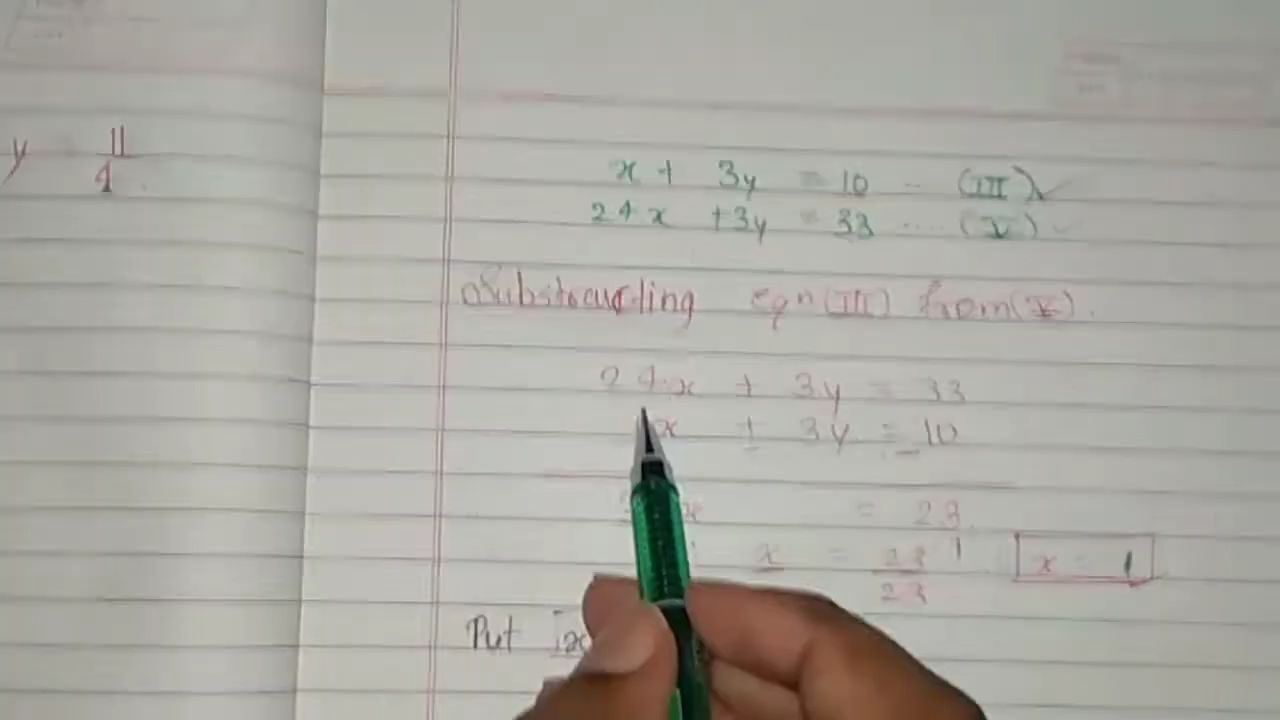 y = 11/4
x + 3y = 10 ... (III) ✓
24x + 3y = 33 .... (V) ✓
Substracting eqn (III) from (V).
24x + 3y = 33
x + 3y = 10
x = 23
x = 23/23 1 x = 1
Put